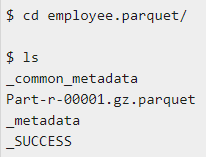 $ cd employee.parquet/
$ ls
_common_metadata
Part-r-00001.gz.parquet
_metadata
_SUCCESS